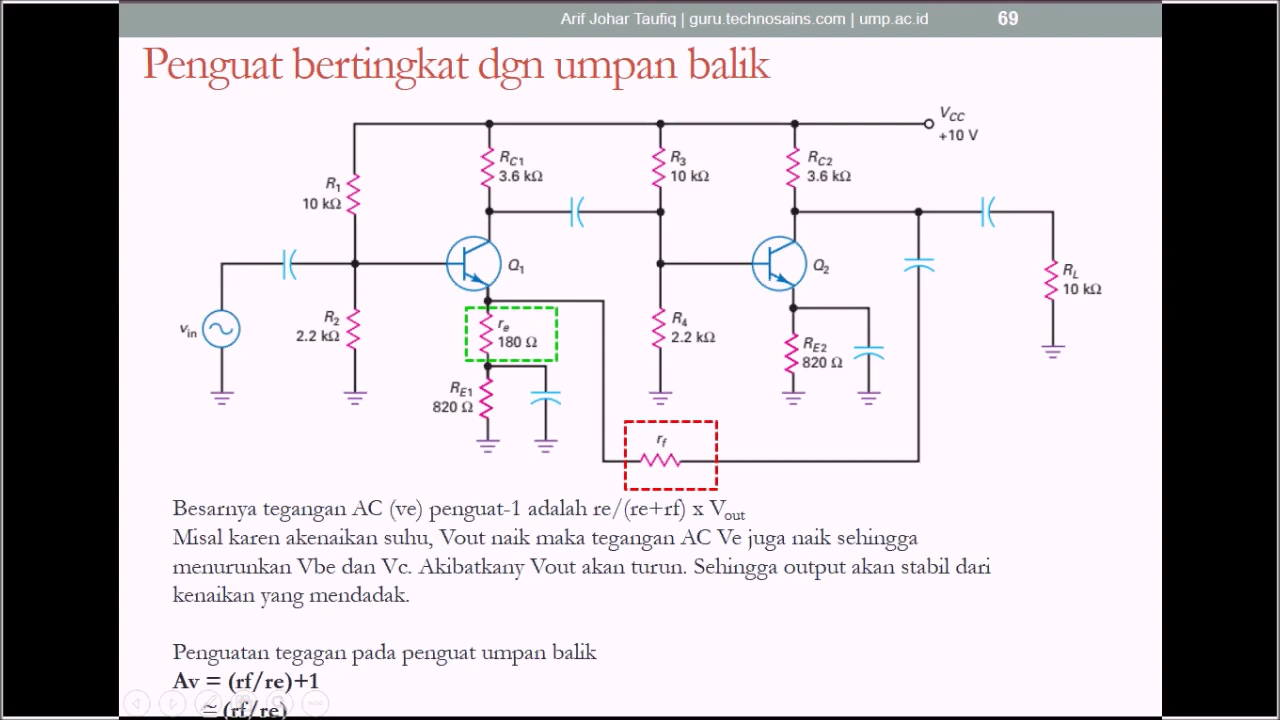 Arif Johar Taufiq | guru.technosains.com | ump.ac.id 69
Penguat bertingkat dgn umpan balik
VCC
+10 V
RC1
3.6 kΩ
R3
10 kΩ
RC2
3.6 kΩ
R1
10 kΩ
Q1
Q2
RL
10 kΩ
vin
R2
2.2 kΩ
re
180 Ω
R4
2.2 kΩ
RE2
820 Ω
RE1
820 Ω
rf
Besarnya tegangan AC (ve) penguat-1 adalah re/(re+rf) x Vout
Misal karen akenaikan suhu, Vout naik maka tegangan AC Ve juga naik sehingga
menurunkan Vbe dan Vc. Akibatkany Vout akan turun. Sehingga output akan stabil dari
kenaikan yang mendadak.
Penguatan tegagan pada penguat umpan balik
Av = (rf/re)+1
≅ (rf/re)